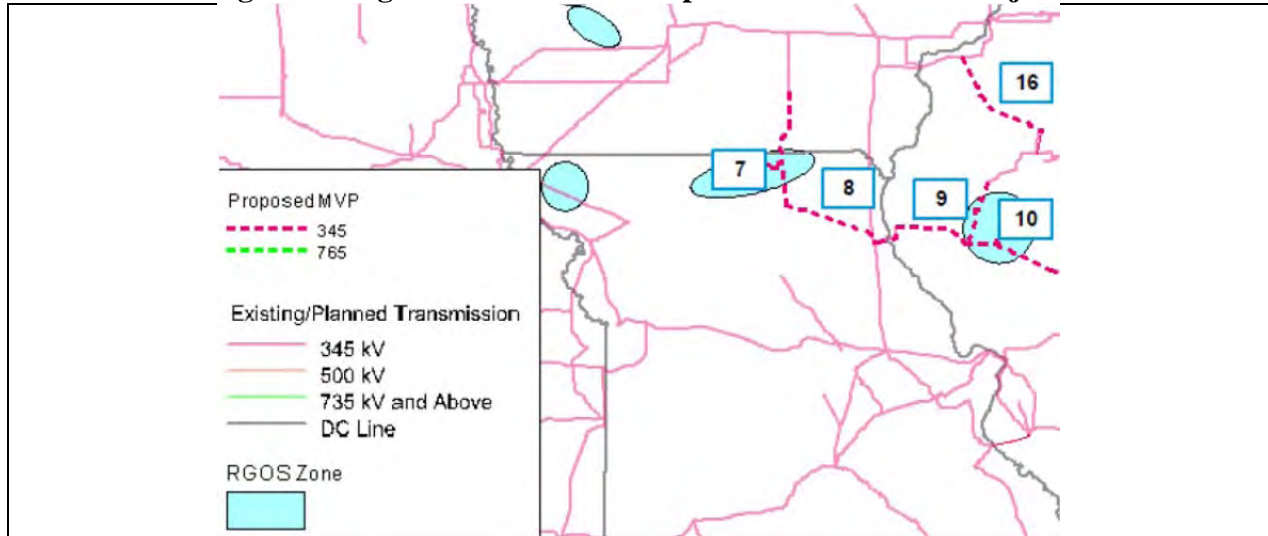 16
7
8
9
10
Proposed MVP
345
765
Existing/Planned Transmission
345 kV
500 kV
735 kV and Above
DC Line
RGOS Zone